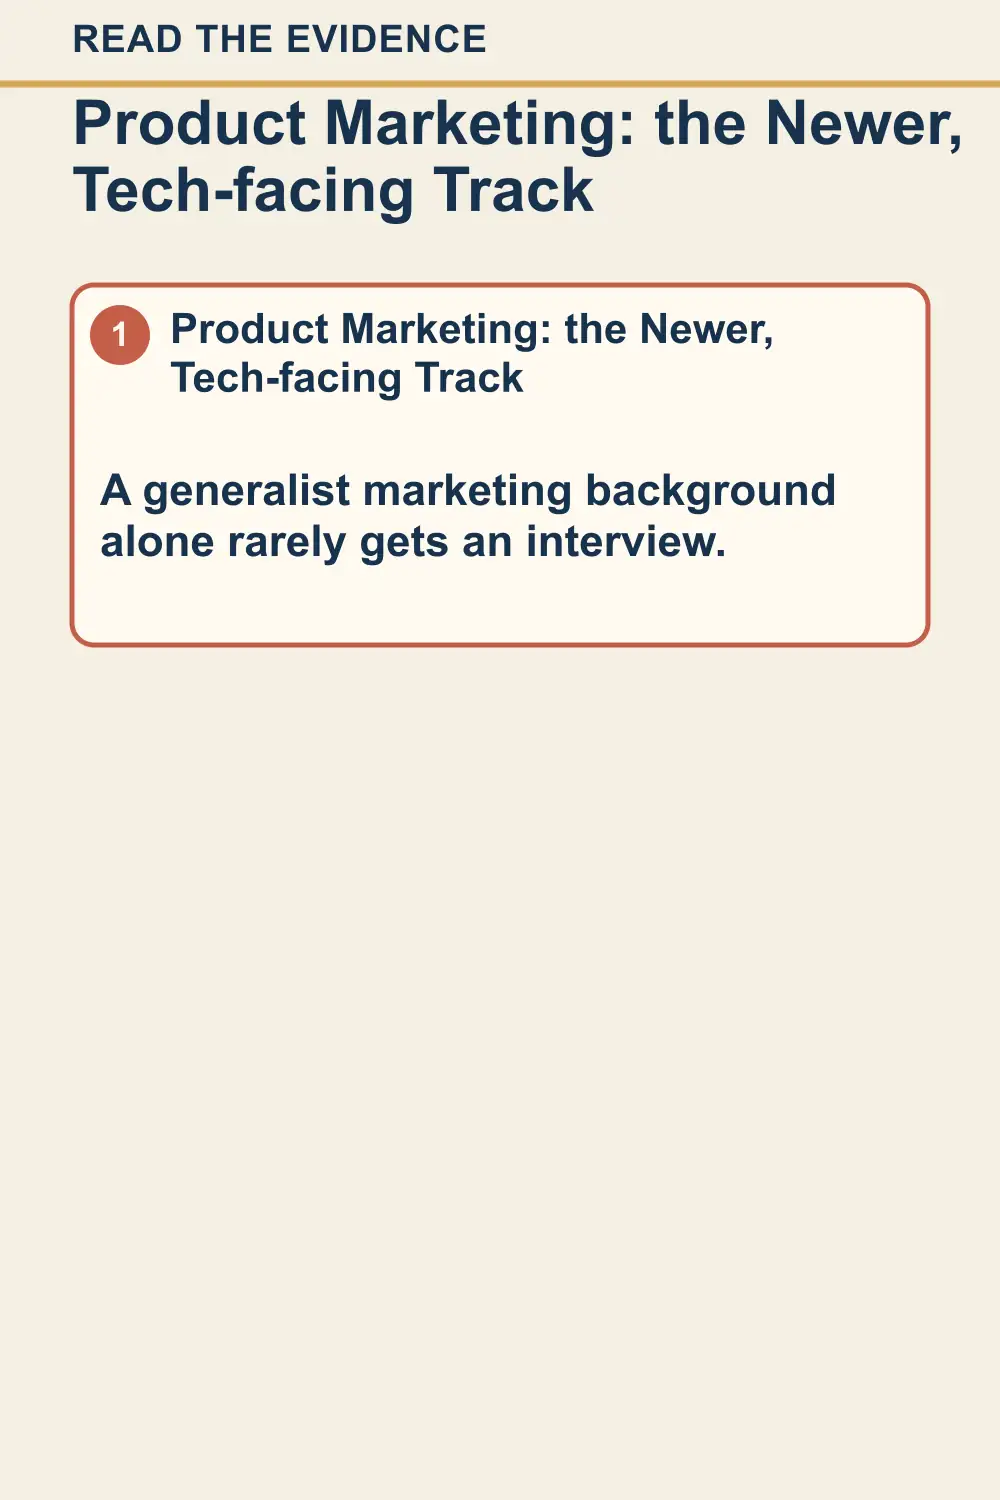 READ THE EVIDENCE
Product Marketing: the Newer,
Tech-facing Track
1
Product Marketing: the Newer,
Tech-facing Track
A generalist marketing background
alone rarely gets an interview.